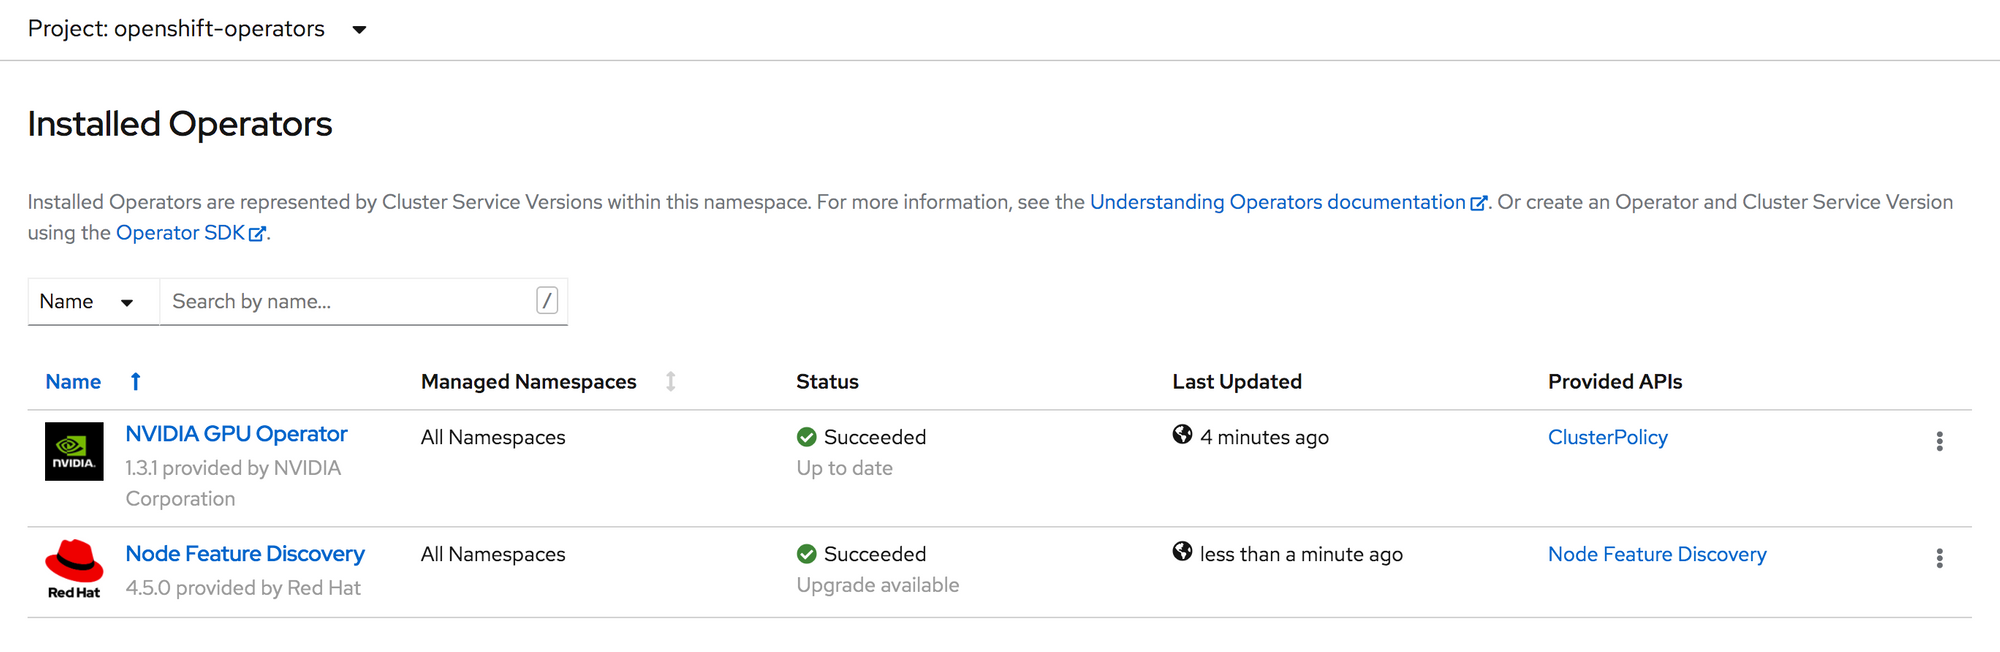 Project: openshift-operators
Installed Operators
Installed Operators are represented by Cluster Service Versions within this namespace. For more information, see the Understanding Operators documentation. Or create an Operator and Cluster Service Version
using the Operator SDK.
Name Search by name... /
Name Managed Namespaces Status Last Updated Provided APIs
NVIDIA GPU Operator All Namespaces Succeeded 4 minutes ago ClusterPolicy
NVIDIA. 1.3.1 provided by NVIDIA Up to date
Corporation
Node Feature Discovery All Namespaces Succeeded less than a minute ago Node Feature Discovery
Red Hat 4.5.0 provided by Red Hat Upgrade available